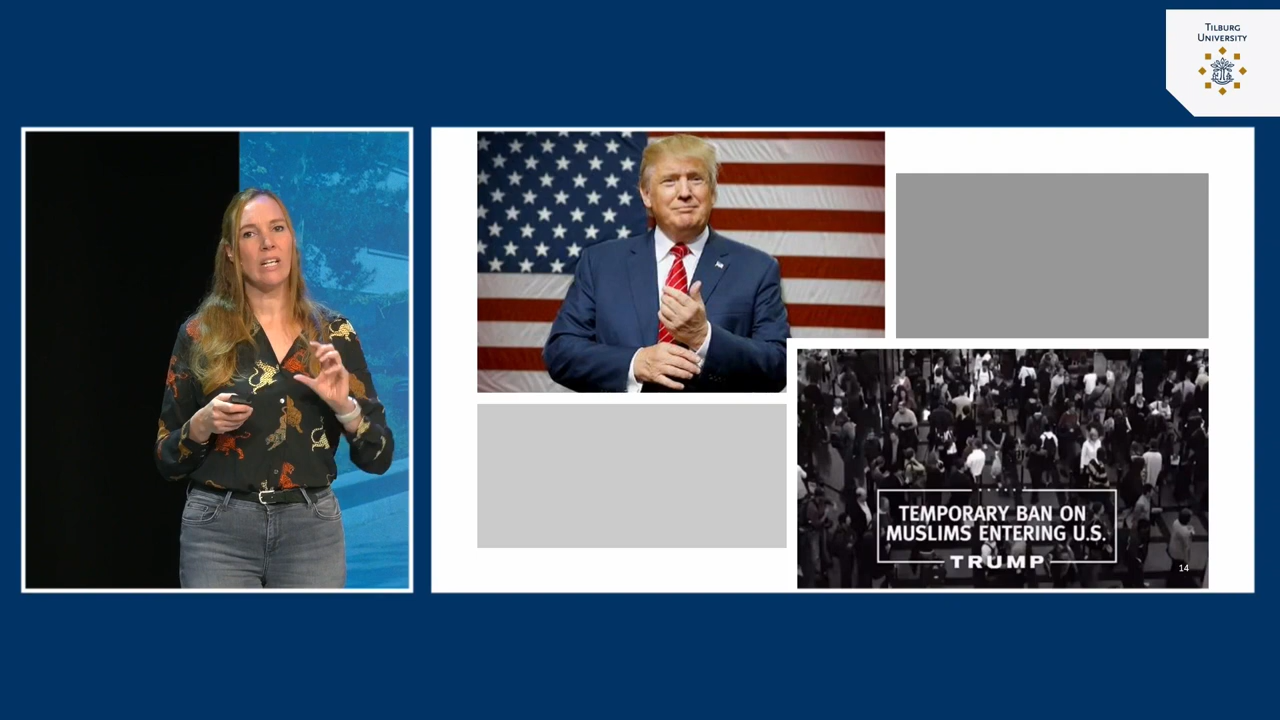 TILBURG
UNIVERSITY
TEMPORARY BAN ON
MUSLIMS ENTERING U.S.
TRUMP
14